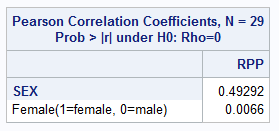 Pearson Correlation Coefficients, N = 29
Prob > |r| under H0: Rho=0
RPP
SEX 0.49292
Female(1=female, 0=male) 0.0066